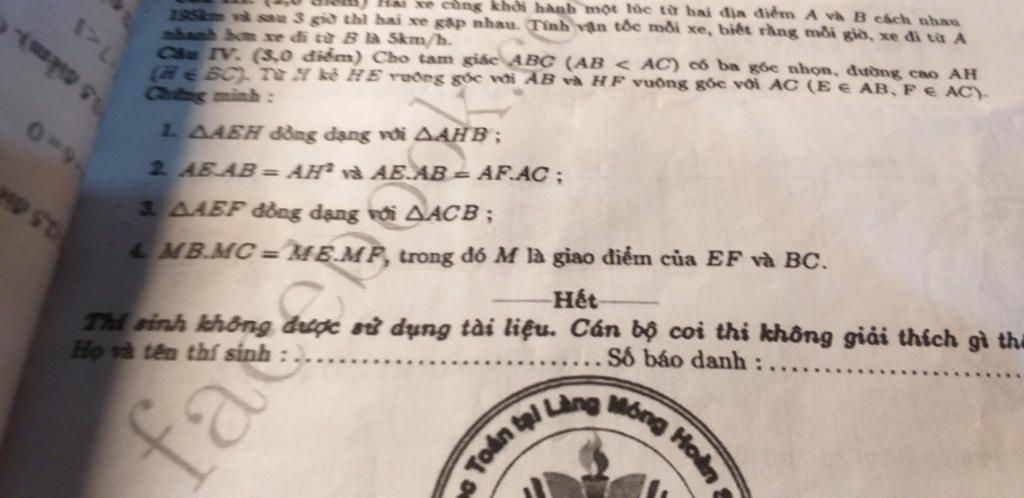 (2,0 điểm) Hai xe cùng khởi hành một lúc từ hai địa điểm A và B cách nhau
195km và sau 3 giờ thì hai xe gặp nhau. Tính vận tốc mỗi xe, biết rằng mỗi giờ, xe đi từ A
nhanh hơn xe đi từ B là 5km/h.
Câu IV. (3,0 điểm) Cho tam giác ABC (AB < AC) có ba góc nhọn, đường cao AH
(H ∈ BC). Từ H kẻ HE vuông góc với AB và HF vuông góc với AC (E ∈ AB, F ∈ AC).
Chứng minh :
1. △AEH đồng dạng với △AHB ;
2. AE.AB = AH² và AE.AB = AF.AC ;
3. △AEF đồng dạng với △ACB ;
4. MB.MC = ME.MF, trong đó M là giao điểm của EF và BC.
Hết
Thí sinh không được sử dụng tài liệu. Cán bộ coi thi không giải thích gì
Họ và tên thí sinh : ............................ Số báo danh : ......................
facebook.co
Toán tại Làng Móng Hoàn